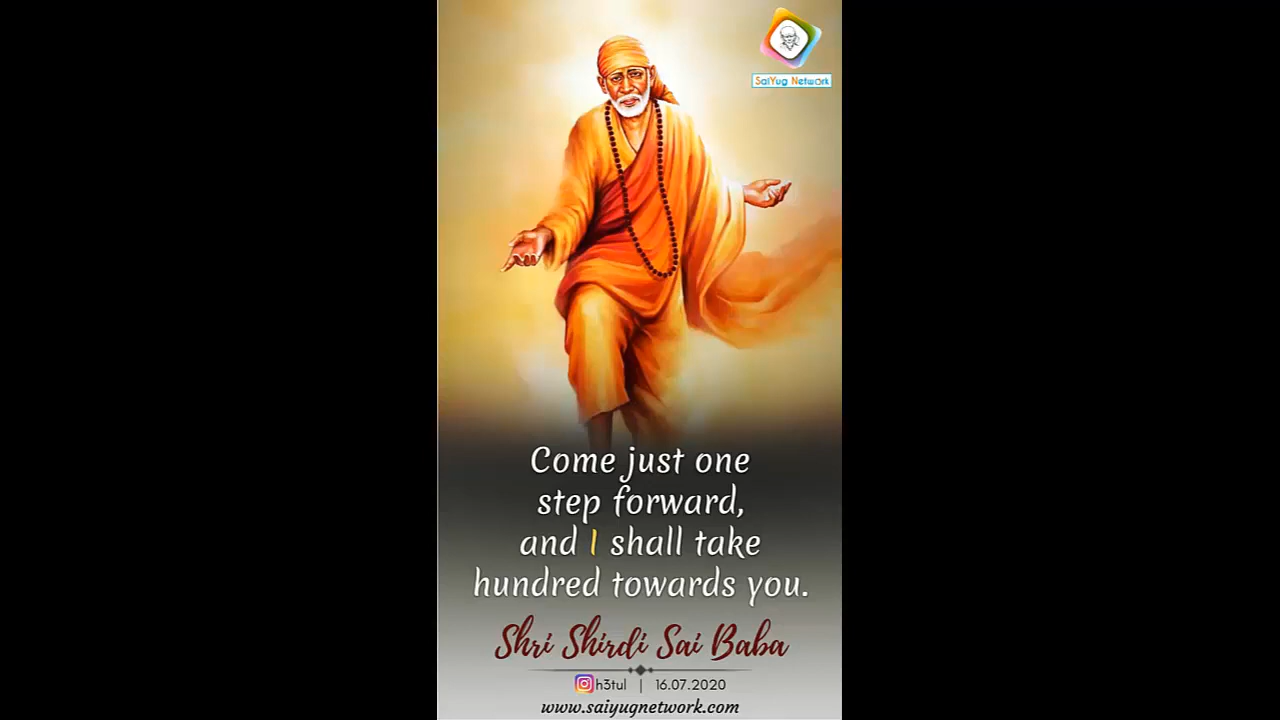 SaiYug Network
Come just one
step forward,
and I shall take
hundred towards you.
Shri Shirdi Sai Baba
h3tul | 16.07.2020
www.saiyugnetwork.com